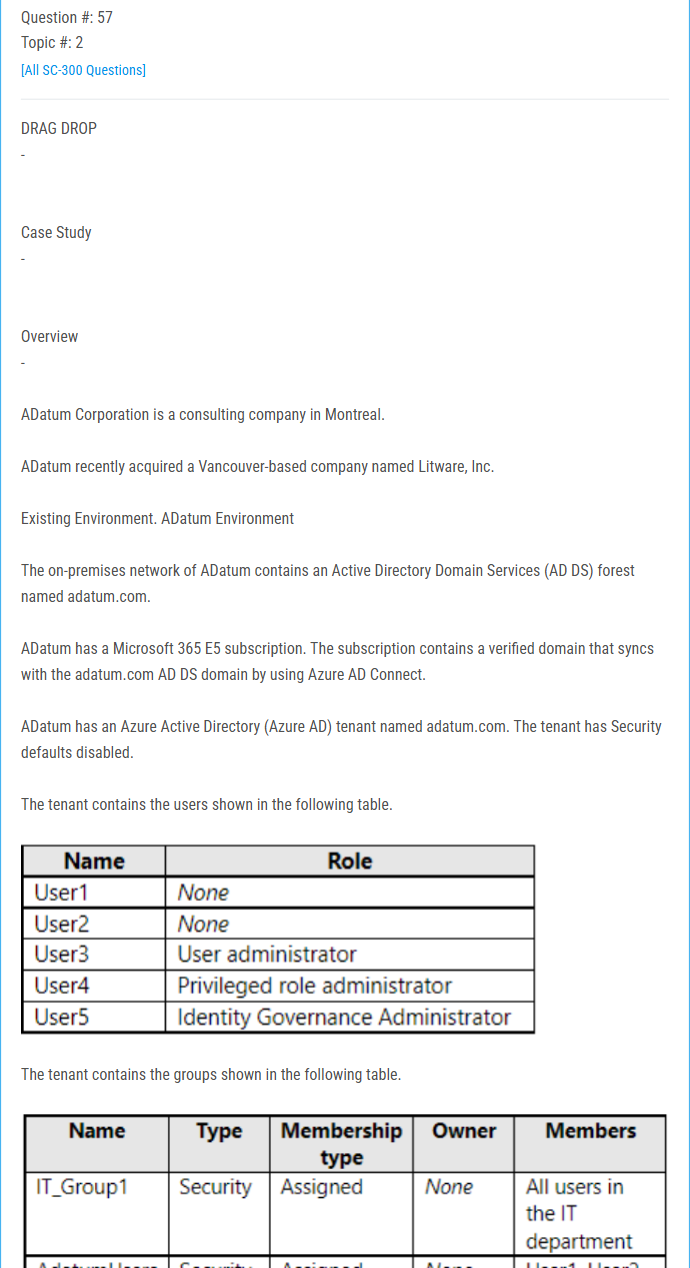 Question #: 57
Topic #: 2
[All SC-300 Questions]
DRAG DROP
-
Case Study
-
Overview
-
ADatum Corporation is a consulting company in Montreal.
ADatum recently acquired a Vancouver-based company named Litware, Inc.
Existing Environment. ADatum Environment
The on-premises network of ADatum contains an Active Directory Domain Services (AD DS) forest
named adatum.com.
ADatum has a Microsoft 365 E5 subscription. The subscription contains a verified domain that syncs
with the adatum.com AD DS domain by using Azure AD Connect.
ADatum has an Azure Active Directory (Azure AD) tenant named adatum.com. The tenant has Security
defaults disabled.
The tenant contains the users shown in the following table.
Name Role
User1 None
User2 None
User3 User administrator
User4 Privileged role administrator
User5 Identity Governance Administrator
The tenant contains the groups shown in the following table.
Name Type Membership Owner Members
type
IT_Group1 Security Assigned None All users in
the IT
department